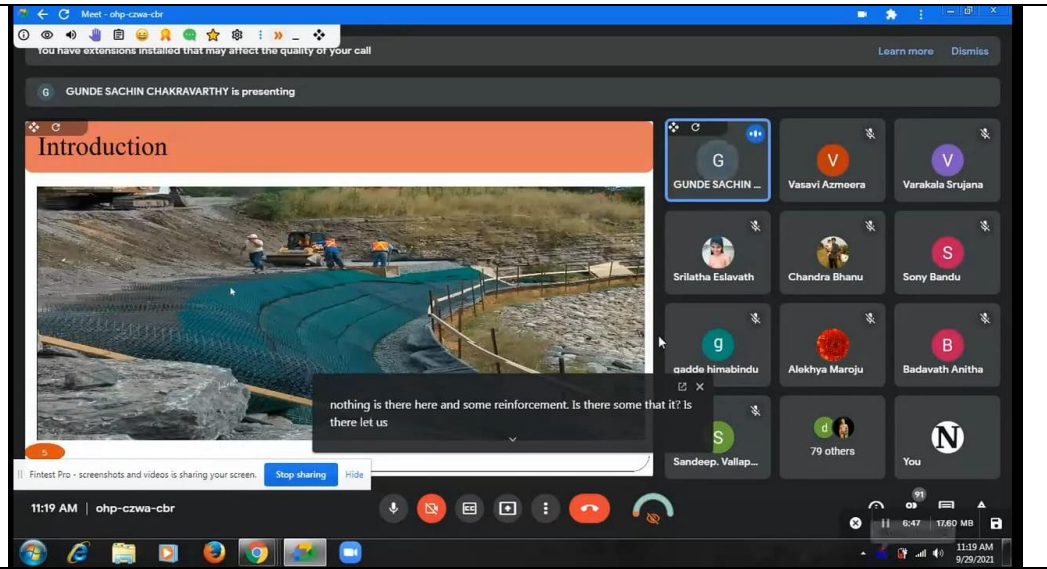 Meet - ohp-czwa-cbr
You have extensions installed that may affect the quality of your call
Learn more Dismiss
G GUNDE SACHIN CHAKRAVARTHY is presenting
Introduction
5
G
GUNDE SACHIN ...
V
Vasavi Azmeera
V
Varakala Srujana
Srilatha Eslavath
Chandra Bhanu
S
Sony Bandu
g
gadde himabindu
Alekhya Maroju
B
Badavath Anitha
S
Sandeep. Vallap...
d
79 others
N
You
nothing is there here and some reinforcement. Is there some that it? Is
there let us
Fintest Pro - screenshots and videos is sharing your screen. Stop sharing Hide
11:19 AM | ohp-czwa-cbr
CC
91
6:47 17.60 MB
11:19 AM
9/29/2021